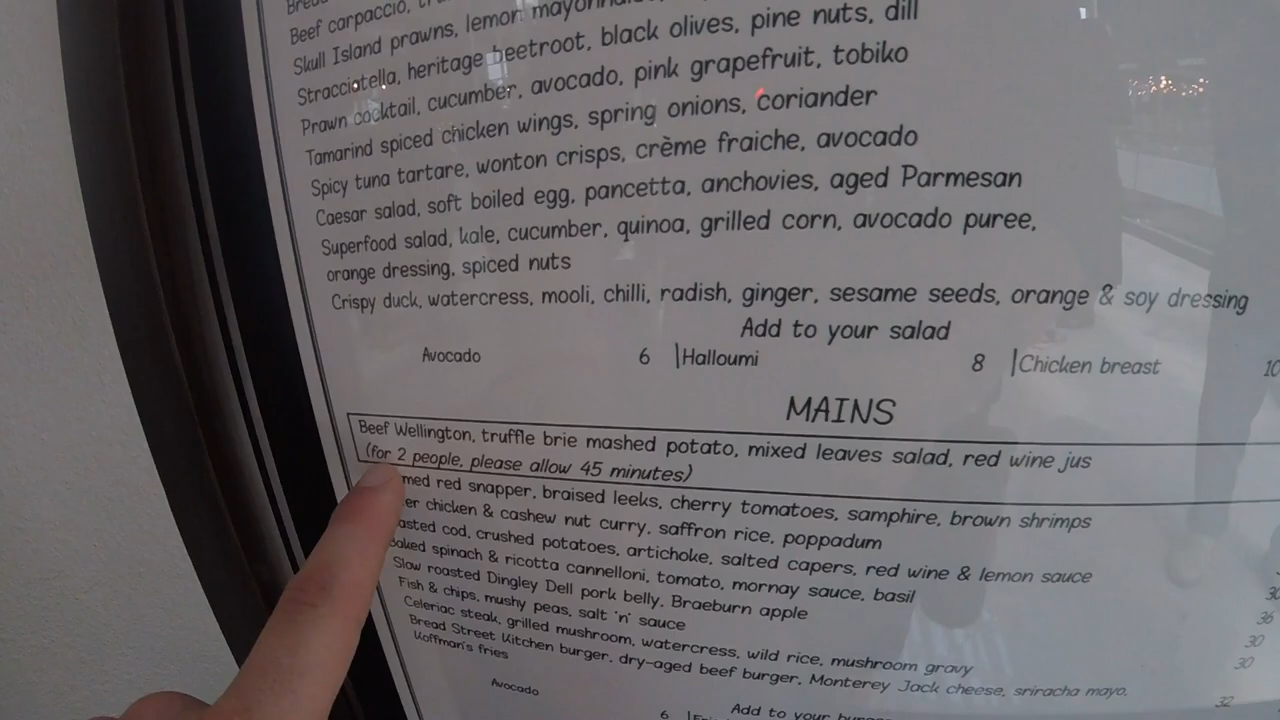 Beef carpaccio,
Skull Island prawns, lemon mayonnaise,
Stracciatella, heritage beetroot, black olives, pine nuts, dill
Prawn cocktail, cucumber, avocado, pink grapefruit, tobiko
Tamarind spiced chicken wings, spring onions, coriander
Spicy tuna tartare, wonton crisps, crème fraiche, avocado
Caesar salad, soft boiled egg, pancetta, anchovies, aged Parmesan
Superfood salad, kale, cucumber, quinoa, grilled corn, avocado puree,
orange dressing, spiced nuts
Crispy duck, watercress, mooli, chilli, radish, ginger, sesame seeds, orange & soy dressing
Add to your salad
Avocado 6 | Halloumi 8 | Chicken breast 10
MAINS
Beef Wellington, truffle brie mashed potato, mixed leaves salad, red wine jus
(for 2 people, please allow 45 minutes)
red snapper, braised leeks, cherry tomatoes, samphire, brown shrimps
chicken & cashew nut curry, saffron rice, poppadum
cod, crushed potatoes, artichoke, salted capers, red wine & lemon sauce
Baked spinach & ricotta cannelloni, tomato, mornay sauce, basil 30
Slow roasted Dingley Dell pork belly, Braeburn apple 36
Fish & chips, mushy peas, salt 'n' sauce 30
Celeriac steak, grilled mushroom, watercress, wild rice, mushroom gravy 30
Bread Street Kitchen burger, dry-aged beef burger, Monterey Jack cheese, sriracha mayo, 32
Koffman's fries
Add to your
Avocado 6